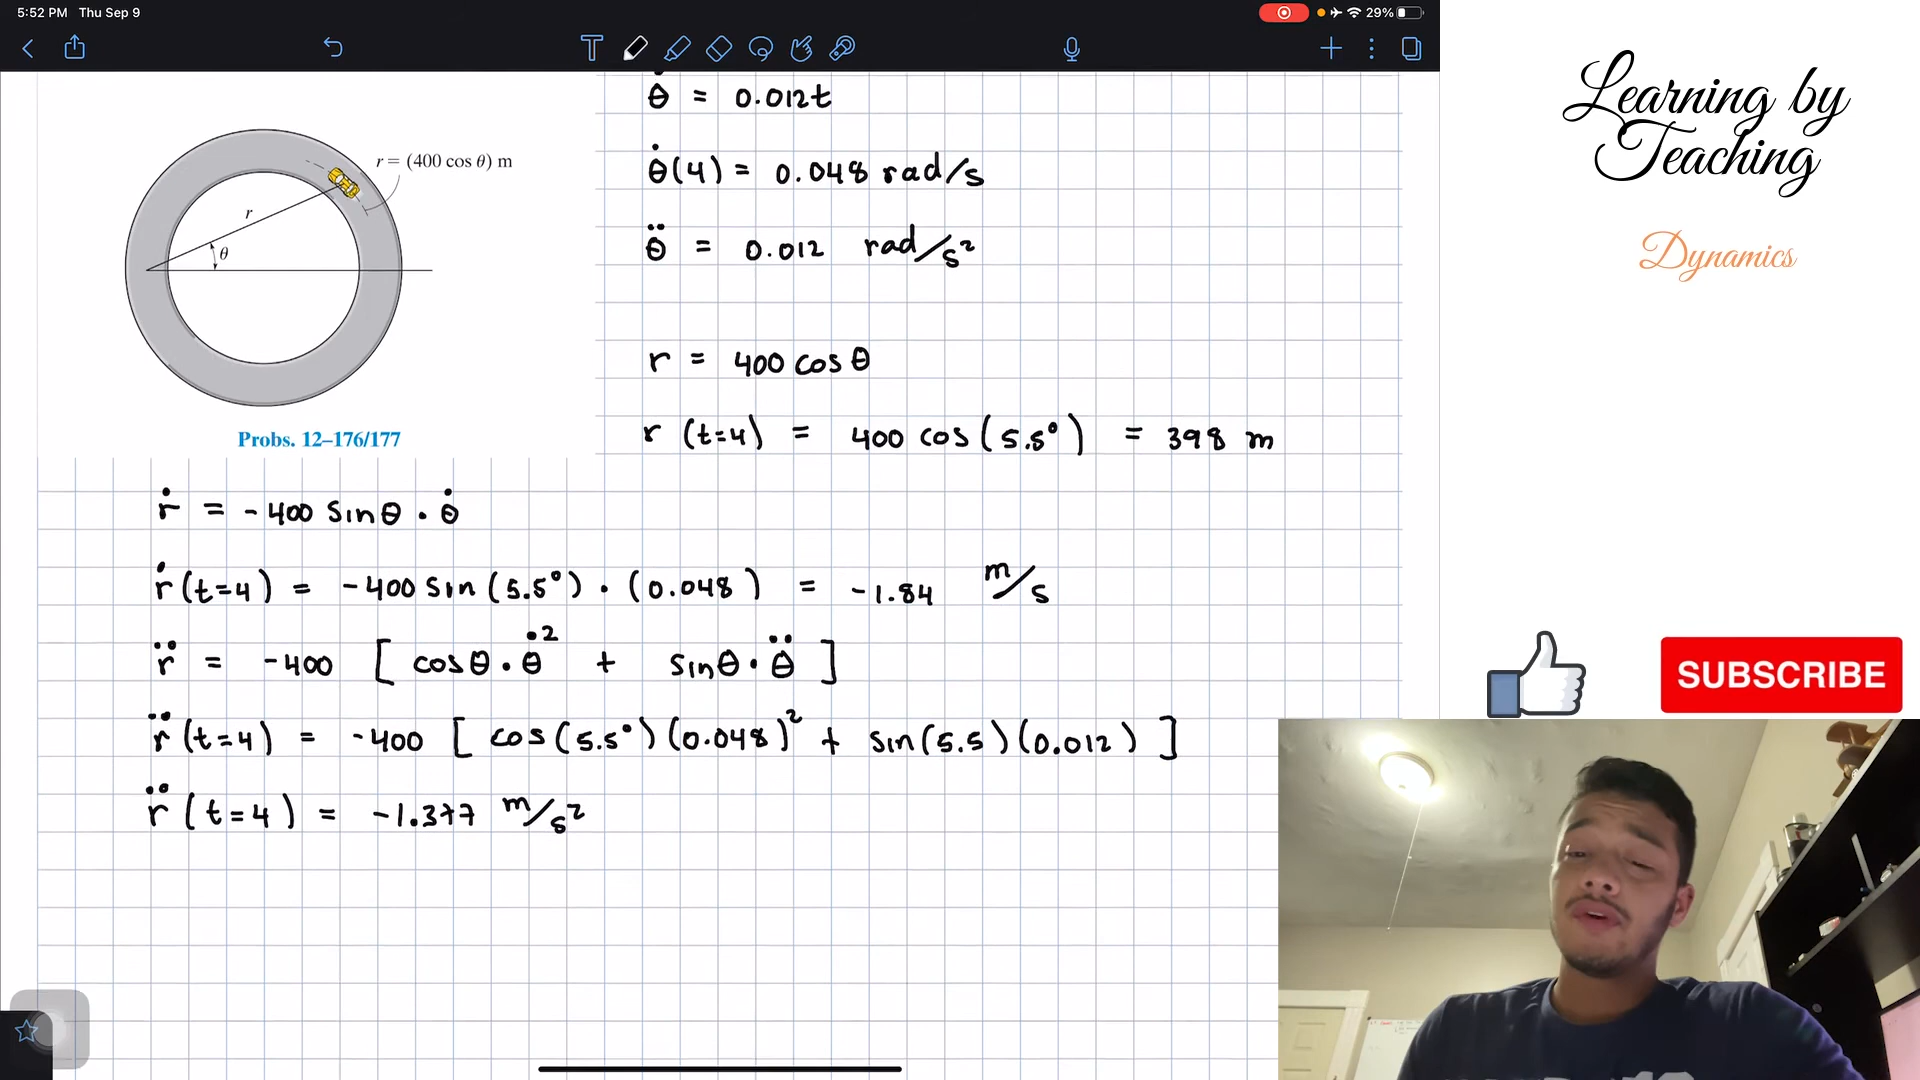 5:52 PM Thu Sep 9
29%
Learning by
Teaching
Dynamics
r = (400 cos θ) m
r
θ
Probs. 12–176/177
θ̇ = 0.012t
θ̇(4) = 0.048 rad/s
θ̈ = 0.012 rad/s²
r = 400 cos θ
r (t=4) = 400 cos(5.5°) = 398 m
ṙ = -400 sinθ · θ̇
ṙ(t=4) = -400 sin(5.5°) · (0.048) = -1.84 m/s
r̈ = -400 [ cosθ · θ̇² + sinθ · θ̈ ]
r̈(t=4) = -400 [ cos(5.5°)(0.048)² + sin(5.5)(0.012) ]
r̈(t=4) = -1.377 m/s²
SUBSCRIBE